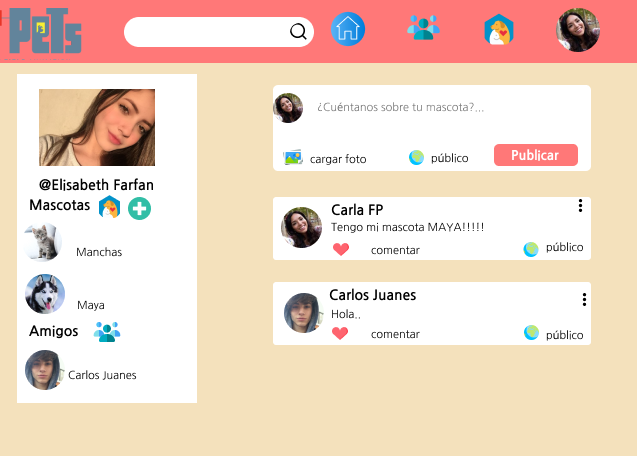 PeTs
@Elisabeth Farfan
Mascotas
Manchas
Maya
Amigos
Carlos Juanes
¿Cuéntanos sobre tu mascota?...
cargar foto
público
Publicar
Carla FP
Tengo mi mascota MAYA!!!!!
comentar
público
Carlos Juanes
Hola..
comentar
público